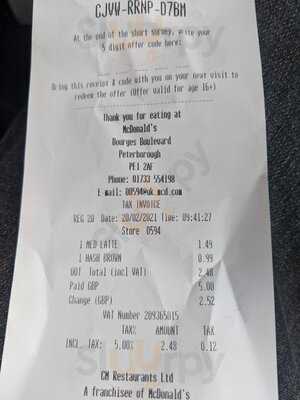 CJVW-RRNP-D7BM
At the end of the short survey, write your
5 digit offer code here:
Bring this receipt & code with you on your next visit to
redeem the offer (Offer valid for age 16+)
Thank you for eating at
McDonald's
Bourges Boulevard
Peterborough
PE1 2AF
Phone: 01733 554198
E-mail: 00594@uk.mcd.com
TAX INVOICE
REG 20 Date: 20/02/2021 Time: 09:41:27
Store 0594
1 MED LATTE 1.49
1 HASH BROWN 0.99
OOT Total (incl VAT) 2.48
Paid GBP 5.00
Change (GBP) 2.52
VAT Number 289365015
TAX% AMOUNT TAX
INCL. TAX: 5.00% 2.48 0.12
CM Restaurants Ltd
A franchisee of McDonald's